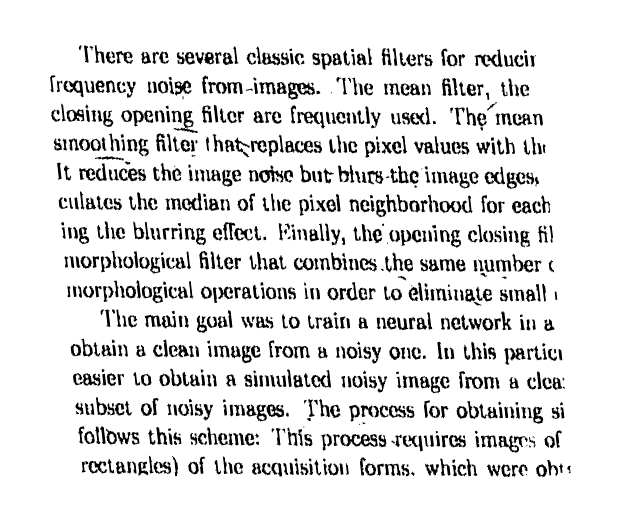 There are several classic spatial filters for reducin
frequency noise from images. The mean filter, the
closing opening filter are frequently used. The mean
smoothing filter that replaces the pixel values with the
It reduces the image noise but blurs the image edges.
culates the median of the pixel neighborhood for each
ing the blurring effect. Finally, the opening closing fil
morphological filter that combines the same number
morphological operations in order to eliminate small
The main goal was to train a neural network in a
obtain a clean image from a noisy one. In this partic
easier to obtain a simulated noisy image from a clea
subset of noisy images. The process for obtaining si
follows this scheme: This process requires images of
rectangles) of the acquisition forms, which were obt